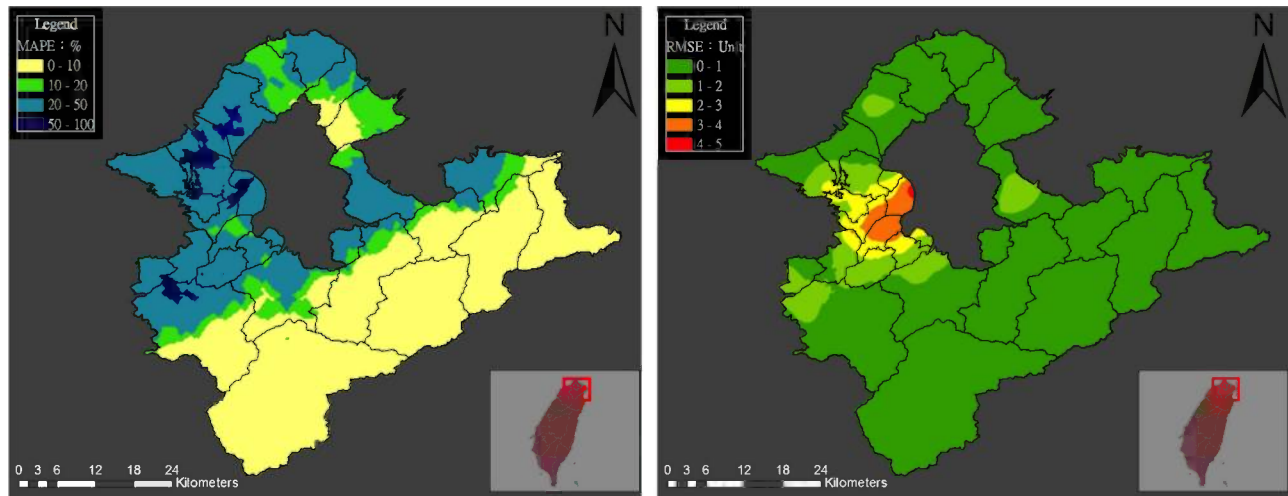 Legend
MAPE : %
0 - 10
10 - 20
20 - 50
50 - 100
N
0 3 6 12 18 24
Kilometers
Legend
RMSE : Unit
0 - 1
1 - 2
2 - 3
3 - 4
4 - 5
N
0 3 6 12 18 24
Kilometers